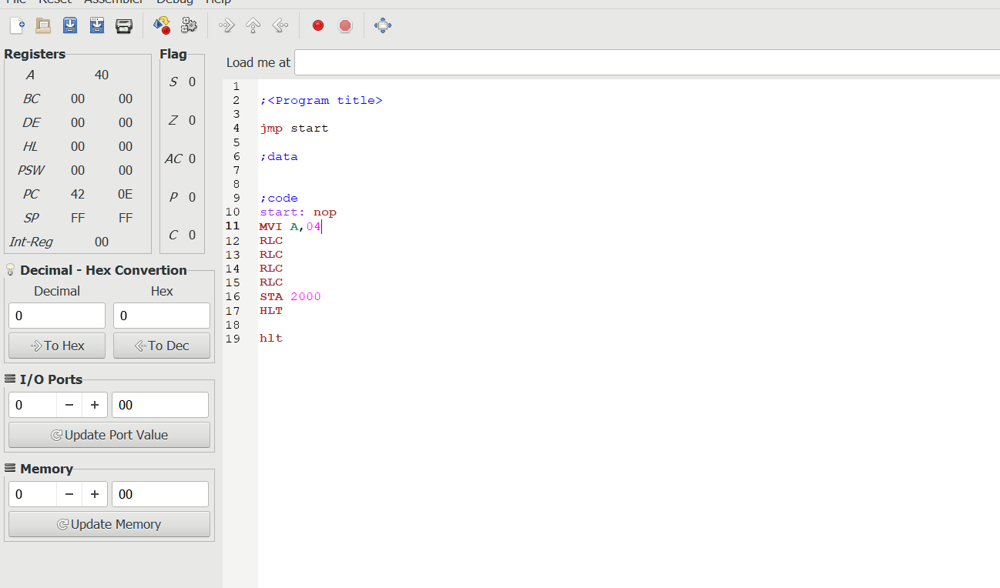 File Reset Assembler Debug Help
Registers
A 40
BC 00 00
DE 00 00
HL 00 00
PSW 00 00
PC 42 0E
SP FF FF
Int-Reg 00
Flag
S 0
Z 0
AC 0
P 0
C 0
Decimal - Hex Convertion
Decimal Hex
0 0
To Hex To Dec
I/O Ports
0 − + 00
Update Port Value
Memory
0 − + 00
Update Memory
Load me at
1
2 ;<Program title>
3
4 jmp start
5
6 ;data
7
8
9 ;code
10 start: nop
11 MVI A,04
12 RLC
13 RLC
14 RLC
15 RLC
16 STA 2000
17 HLT
18
19 hlt